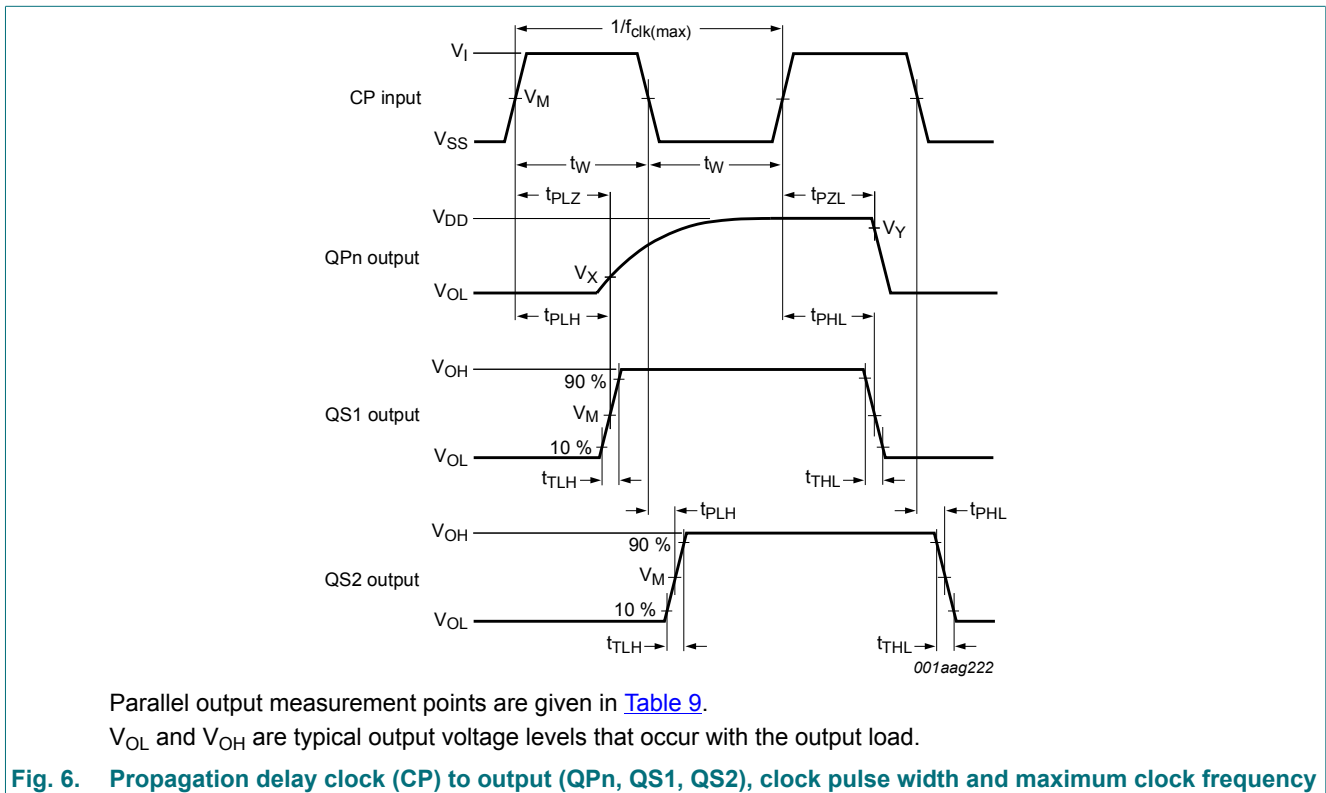 1/fclk(max)
VI
CP input
VM
VSS
tW
tW
tPLZ
tPZL
VDD
VY
QPn output
VX
VOL
tPLH
tPHL
VOH
90 %
QS1 output
VM
10 %
VOL
tTLH
tTHL
tPLH
tPHL
VOH
90 %
QS2 output
VM
10 %
VOL
tTLH
tTHL
001aag222
Parallel output measurement points are given in Table 9.
VOL and VOH are typical output voltage levels that occur with the output load.
Fig. 6. Propagation delay clock (CP) to output (QPn, QS1, QS2), clock pulse width and maximum clock frequency